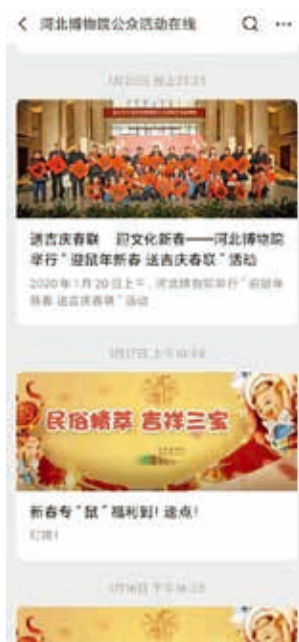 河北博物院公众活动在线
送吉庆春联 迎文化新春——河北博物院
举行“迎鼠年新春 送吉庆春联”活动
2020年1月20日上午，河北博物院举行“迎鼠年
新春 送吉庆春联”活动
民俗精萃 吉祥三宝
新春专“鼠”福利到！速点！
叮咚！